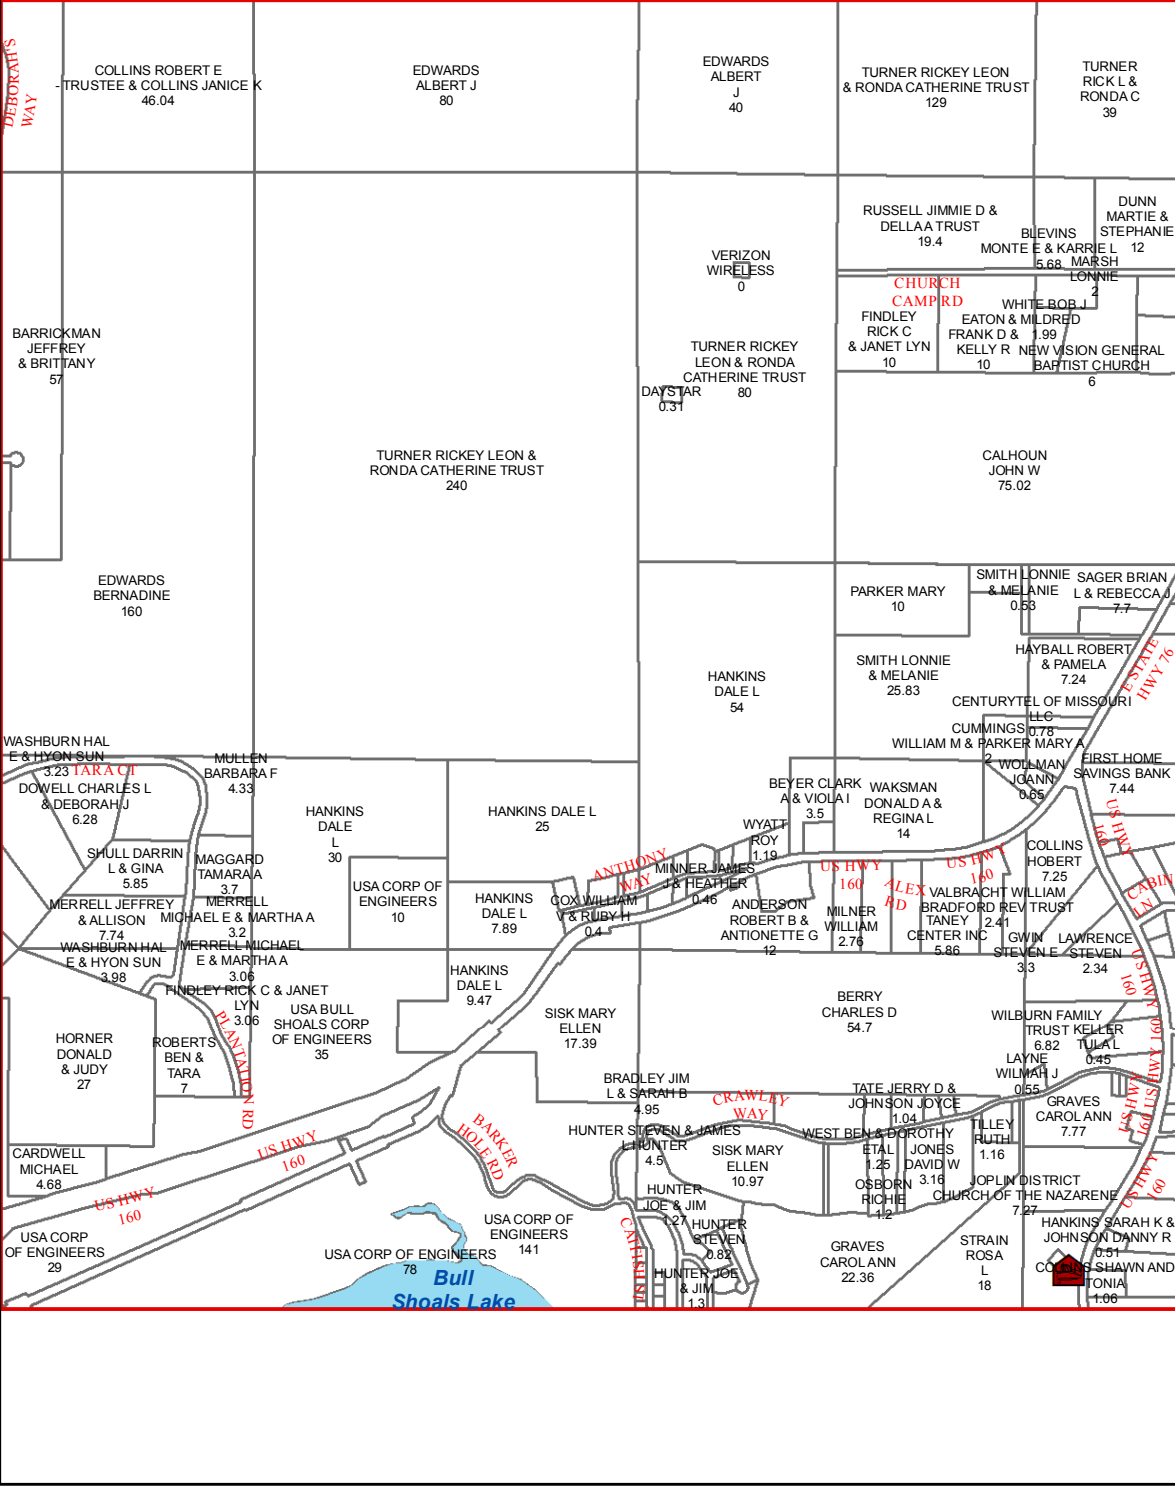 DEBORAH'S
WAY
COLLINS ROBERT E
- TRUSTEE & COLLINS JANICE K
46.04
EDWARDS
ALBERT J
80
EDWARDS
ALBERT
J
40
TURNER RICKEY LEON
& RONDA CATHERINE TRUST
129
TURNER
RICK L &
RONDA C
39
RUSSELL JIMMIE D &
DELLA A TRUST
19.4
BLEVINS
MONTE E & KARRIE L
5.68
DUNN
MARTIE &
STEPHANIE
12
MARSH
LONNIE
2
VERIZON
WIRELESS
0
CHURCH
CAMP RD
FINDLEY
RICK C
& JANET LYN
10
EATON
FRANK D &
KELLY R
10
WHITE BOB J
& MILDRED
1.99
NEW VISION GENERAL
BAPTIST CHURCH
6
BARRICKMAN
JEFFREY
& BRITTANY
57
TURNER RICKEY
LEON & RONDA
CATHERINE TRUST
80
DAYSTAR
0.31
TURNER RICKEY LEON &
RONDA CATHERINE TRUST
240
CALHOUN
JOHN W
75.02
EDWARDS
BERNADINE
160
PARKER MARY
10
SMITH LONNIE
& MELANIE
0.53
SAGER BRIAN
L & REBECCA J
7.7
HANKINS
DALE L
54
SMITH LONNIE
& MELANIE
25.83
HAYBALL ROBERT
& PAMELA
7.24
E STATE
HWY 76
CENTURYTEL OF MISSOURI
LLC
0.78
CUMMINGS
WILLIAM M & PARKER MARY A
2
WOLLMAN
JOANN
0.65
FIRST HOME
SAVINGS BANK
7.44
WASHBURN HAL
E & HYON SUN
3.23
TARA CT
DOWELL CHARLES L
& DEBORAH J
6.28
MULLEN
BARBARA F
4.33
HANKINS
DALE
L
30
HANKINS DALE L
25
BEYER CLARK
A & VIOLA I
3.5
WAKSMAN
DONALD A &
REGINA L
14
WYATT
ROY
1.19
US HWY
160
SHULL DARRIN
L & GINA
5.85
MAGGARD
TAMARA A
3.7
ANTHONY
WAY
MINNER JAMES
J & HEATHER
0.46
US HWY
160
US HWY
160
COLLINS
HOBERT
7.25
CABIN
LN
MERRELL JEFFREY
& ALLISON
7.74
MERRELL
MICHAEL E & MARTHA A
3.2
USA CORP OF
ENGINEERS
10
HANKINS
DALE L
7.89
COX WILLIAM
V & RUBY H
0.4
ANDERSON
ROBERT B &
ANTIONETTE G
12
MILNER
WILLIAM
2.76
ALEX
RD
VALBRACHT WILLIAM
BRADFORD REV TRUST
2.41
TANEY
CENTER INC
5.86
GWIN
STEVEN E
3.3
LAWRENCE
STEVEN
2.34
WASHBURN HAL
E & HYON SUN
3.98
MERRELL MICHAEL
E & MARTHA A
3.06
FINDLEY RICK C & JANET
LYN
3.06
HANKINS
DALE L
9.47
US HWY
160
HORNER
DONALD
& JUDY
27
ROBERTS
BEN &
TARA
7
PLANTATION RD
USA BULL
SHOALS CORP
OF ENGINEERS
35
SISK MARY
ELLEN
17.39
BERRY
CHARLES D
54.7
WILBURN FAMILY
TRUST
6.82
KELLER
TULA L
0.45
US HWY 160
LAYNE
WILMAH J
0.55
BRADLEY JIM
L & SARAH B
4.95
CRAWLEY
WAY
TATE JERRY D &
JOHNSON JOYCE
1.04
GRAVES
CAROL ANN
7.77
US HWY
160
CARDWELL
MICHAEL
4.68
US HWY
160
BARKER
HOLE RD
HUNTER STEVEN & JAMES
L HUNTER
4.5
SISK MARY
ELLEN
10.97
WEST BEN & DOROTHY
ETAL
1.25
JONES
DAVID W
3.16
TILLEY
RUTH
1.16
US HWY
160
OSBORN
RICHIE
1.2
JOPLIN DISTRICT
CHURCH OF THE NAZARENE
7.27
US HWY
160
HUNTER
JOE & JIM
1.27
HUNTER
STEVEN
0.82
CATFISH ST
USA CORP
OF ENGINEERS
29
USA CORP OF ENGINEERS
78
USA CORP OF
ENGINEERS
141
Bull
Shoals Lake
HUNTER JOE
& JIM
1.3
GRAVES
CAROL ANN
22.36
STRAIN
ROSA
L
18
HANKINS SARAH K &
JOHNSON DANNY R
0.51
COLLINS SHAWN AND
TONIA
1.06